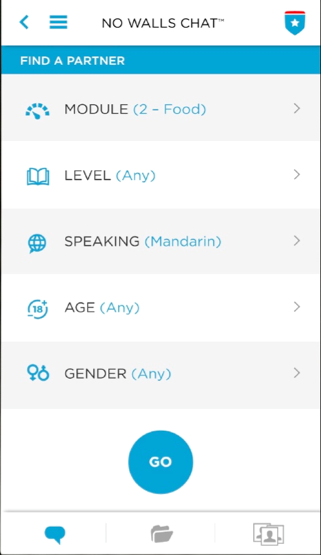 NO WALLS CHAT™
FIND A PARTNER
MODULE (2 – Food)
LEVEL (Any)
SPEAKING (Mandarin)
18+
AGE (Any)
GENDER (Any)
GO